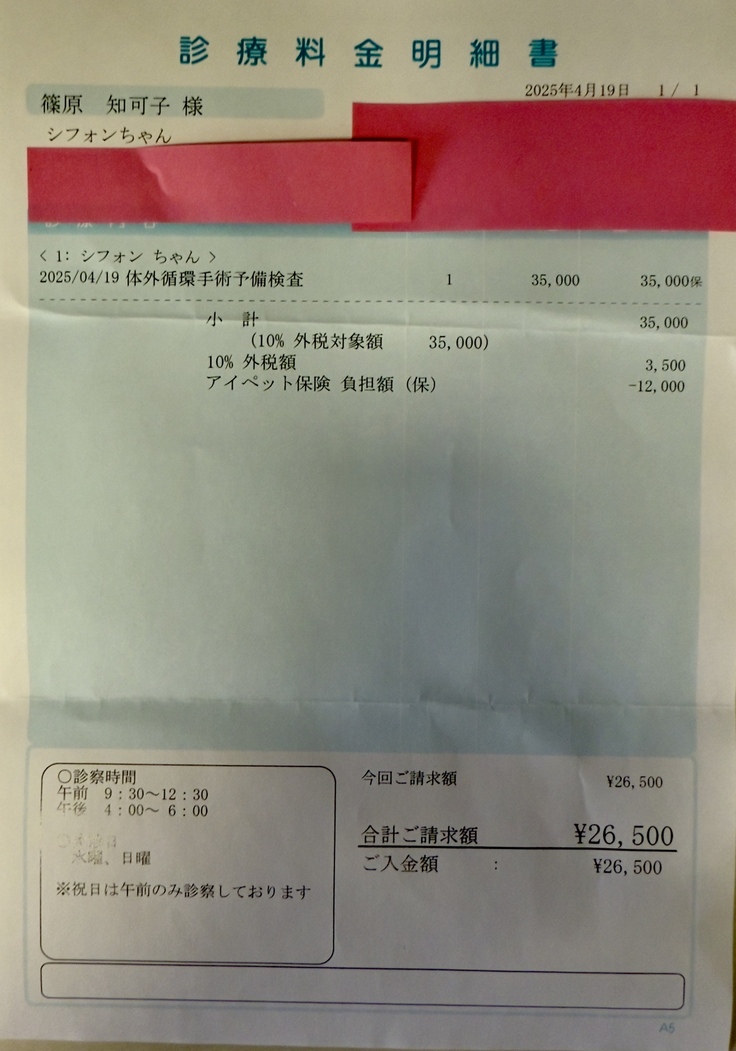 診療料金明細書
2025年4月19日 1 / 1
篠原 知可子 様
シフォンちゃん
< 1: シフォン ちゃん >
2025/04/19 体外循環手術予備検査 1 35,000 35,000保
小 計 35,000
(10% 外税対象額 35,000)
10% 外税額 3,500
アイペット保険 負担額 (保) -12,000
〇診察時間
午前 9:30～12:30
午後 4:00～ 6:00
水曜、日曜
※祝日は午前のみ診察しております
今回ご請求額 ¥26,500
合計ご請求額 ¥26,500
ご入金額 : ¥26,500
A5